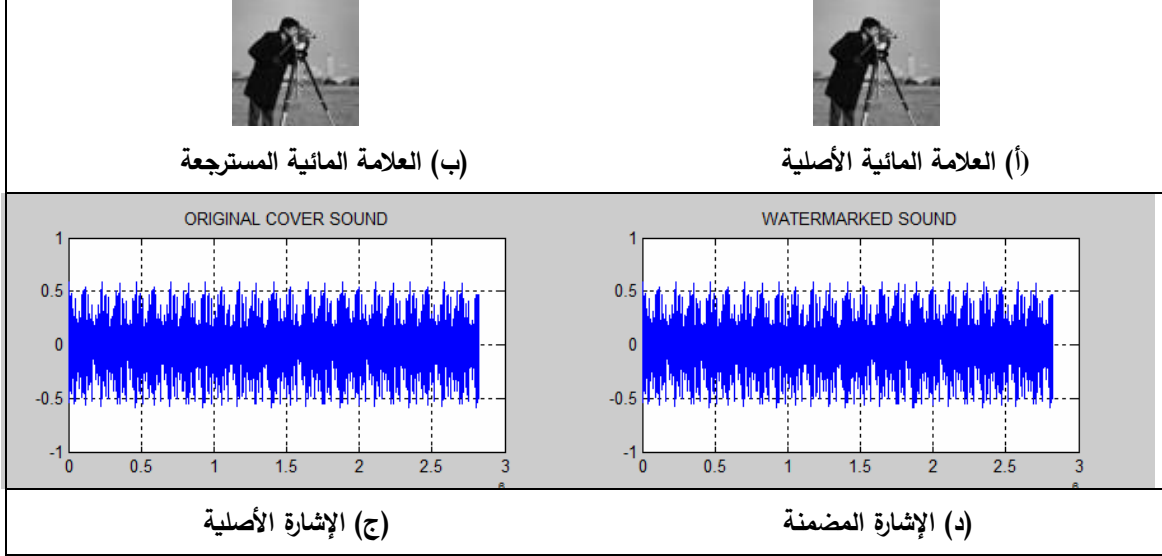 (أ) العلامة المائية الأصلية
(ب) العلامة المائية المسترجعة
WATERMARKED SOUND
1
0.5
0
-0.5
-1
0 0.5 1 1.5 2 2.5 3
ORIGINAL COVER SOUND
1
0.5
0
-0.5
-1
0 0.5 1 1.5 2 2.5 3
(د) الإشارة المضمنة
(ج) الإشارة الأصلية